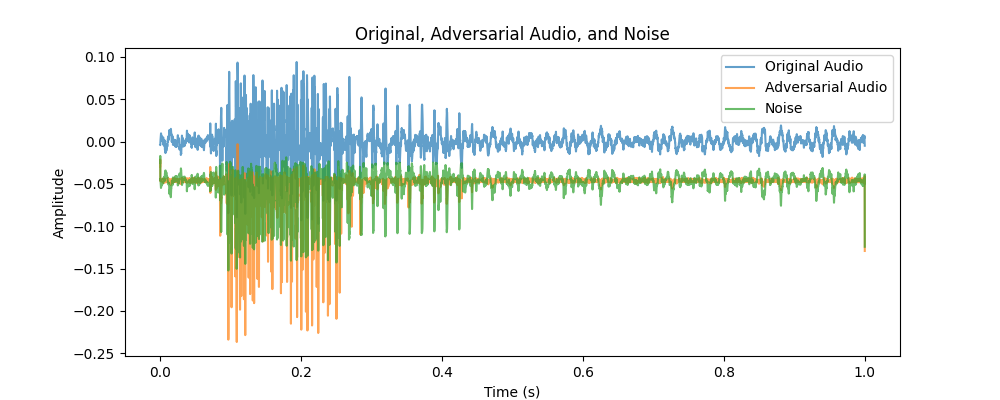 Original, Adversarial Audio, and Noise
Original Audio
Adversarial Audio
Noise
Amplitude
0.10
0.05
0.00
−0.05
−0.10
−0.15
−0.20
−0.25
0.0
0.2
0.4
0.6
0.8
1.0
Time (s)